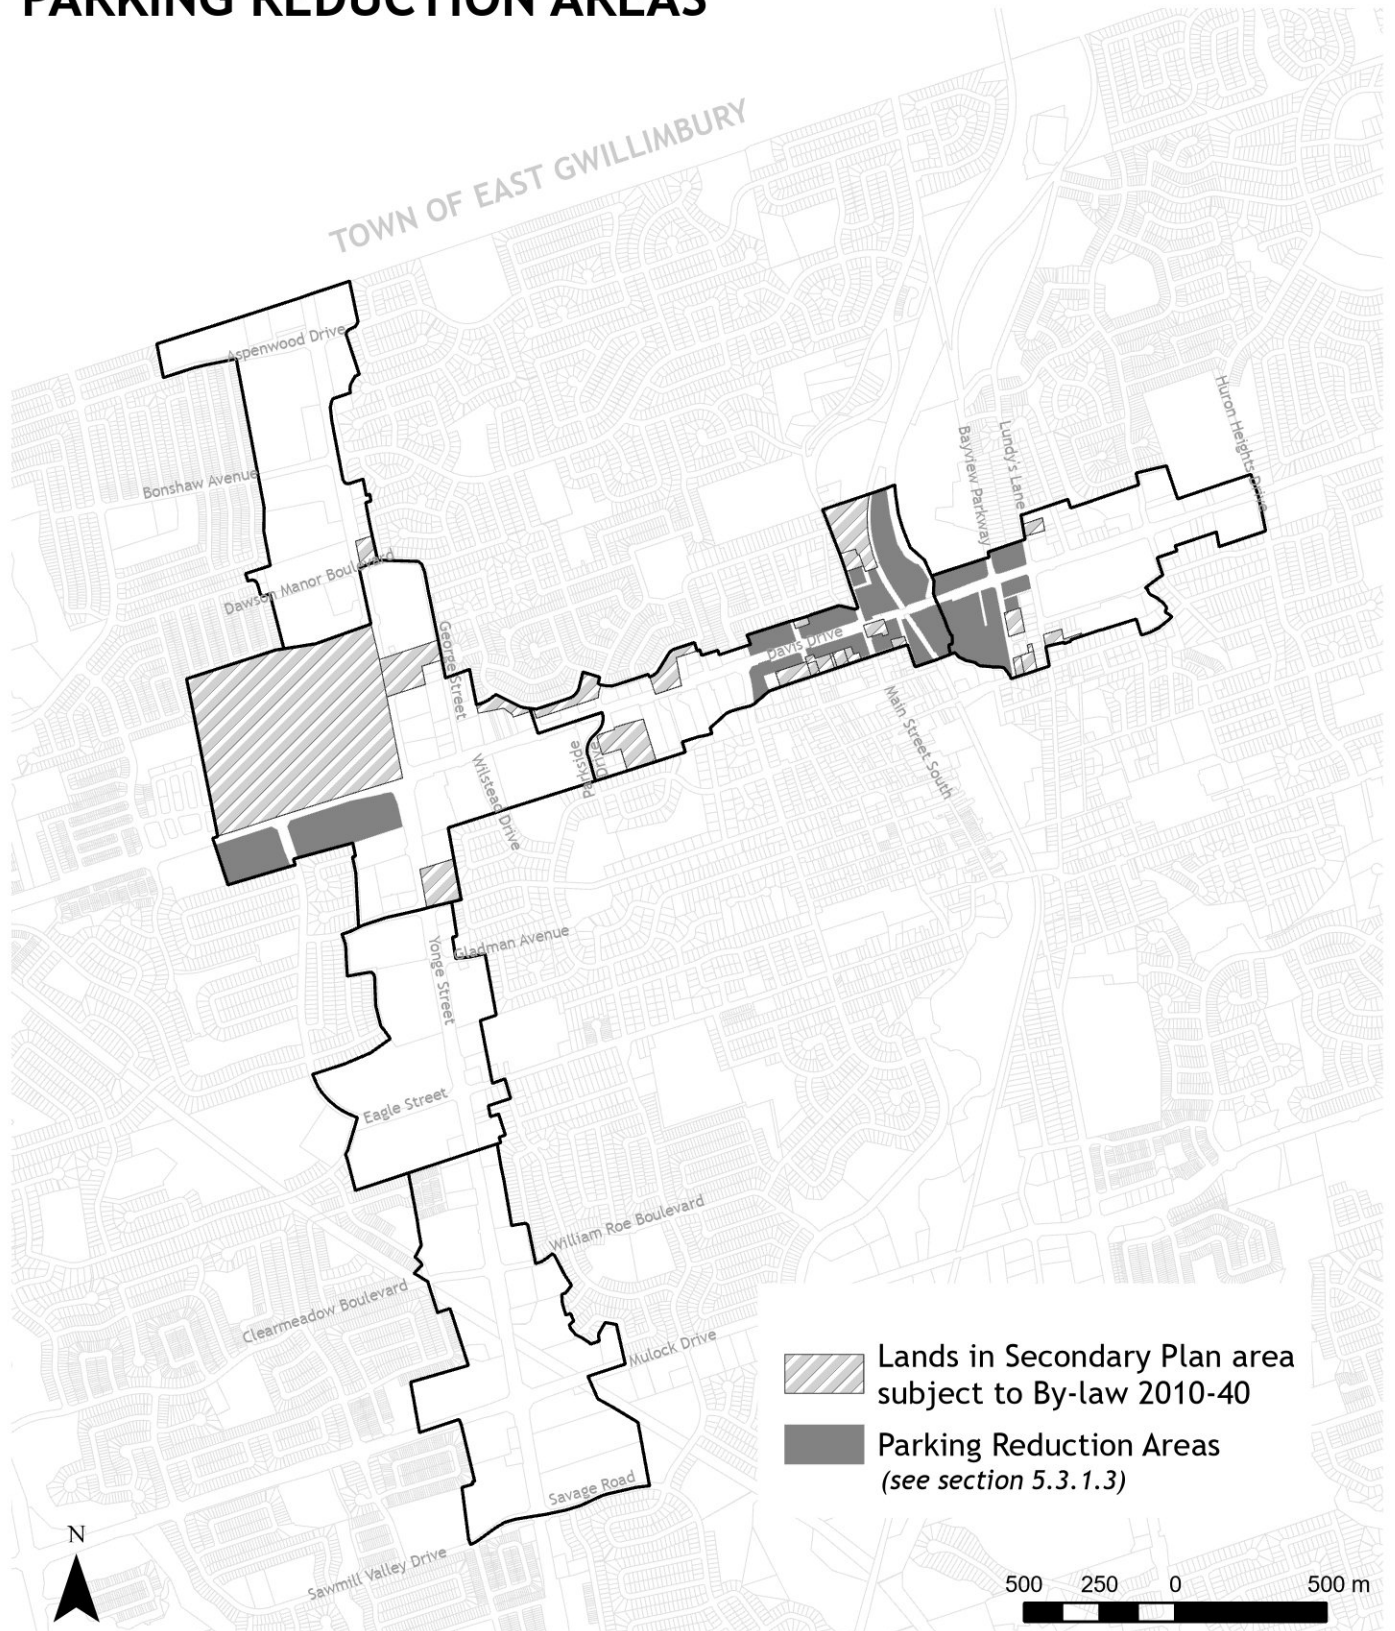 PARKING REDUCTION AREAS
TOWN OF EAST GWILLIMBURY
Aspenwood Drive
Huron Heights Drive
Lundy's Lane
Bayview Parkway
Bonshaw Avenue
Dawson Manor Boulevard
George Street
Davis Drive
Main Street South
Parkside
Drive
Wilstead Drive
Gladman Avenue
Yonge Street
Eagle Street
William Roe Boulevard
Clearmeadow Boulevard
Mulock Drive
Savage Road
Sawmill Valley Drive
Lands in Secondary Plan area
subject to By-law 2010-40
Parking Reduction Areas
(see section 5.3.1.3)
N
500 250 0 500 m